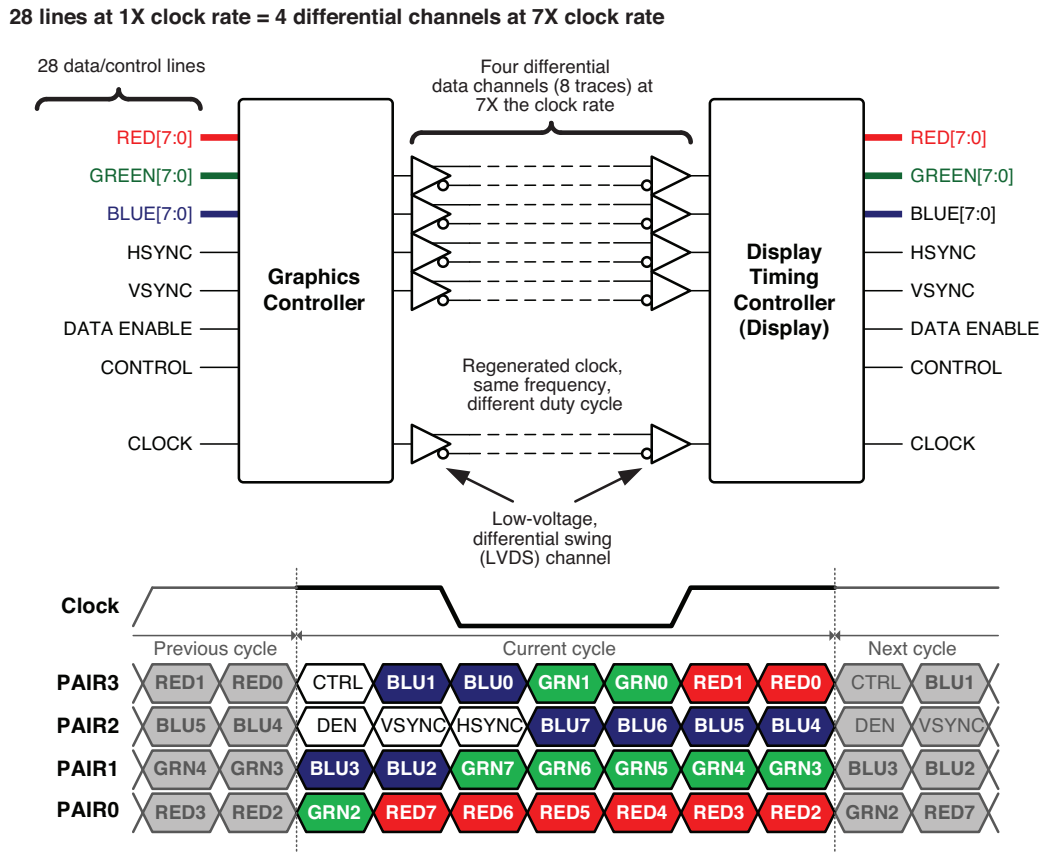 28 lines at 1X clock rate = 4 differential channels at 7X clock rate
28 data/control lines
Four differential
data channels (8 traces) at
7X the clock rate
RED[7:0]
GREEN[7:0]
BLUE[7:0]
HSYNC
VSYNC
DATA ENABLE
CONTROL
CLOCK
Graphics
Controller
Regenerated clock,
same frequency,
different duty cycle
Low-voltage,
differential swing
(LVDS) channel
Display
Timing
Controller
(Display)
RED[7:0]
GREEN[7:0]
BLUE[7:0]
HSYNC
VSYNC
DATA ENABLE
CONTROL
CLOCK
Clock
Previous cycle Current cycle Next cycle
PAIR3 RED1 RED0 CTRL BLU1 BLU0 GRN1 GRN0 RED1 RED0 CTRL BLU1
PAIR2 BLU5 BLU4 DEN VSYNC HSYNC BLU7 BLU6 BLU5 BLU4 DEN VSYNC
PAIR1 GRN4 GRN3 BLU3 BLU2 GRN7 GRN6 GRN5 GRN4 GRN3 BLU3 BLU2
PAIR0 RED3 RED2 GRN2 RED7 RED6 RED5 RED4 RED3 RED2 GRN2 RED7